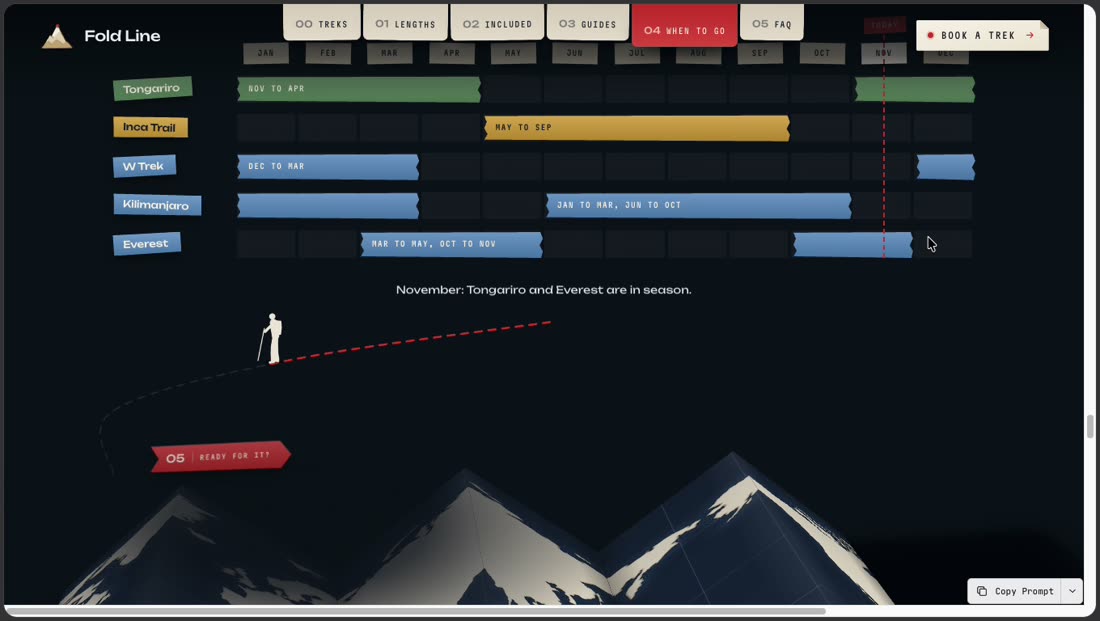 Fold Line
00 TREKS
01 LENGTHS
02 INCLUDED
03 GUIDES
04 WHEN TO GO
05 FAQ
TODAY
BOOK A TREK →
JAN FEB MAR APR MAY JUN JUL AUG SEP OCT NOV DEC
Tongariro
NOV TO APR
Inca Trail
MAY TO SEP
W Trek
DEC TO MAR
Kilimanjaro
JAN TO MAR, JUN TO OCT
Everest
MAR TO MAY, OCT TO NOV
November: Tongariro and Everest are in season.
05 READY FOR IT?
Copy Prompt